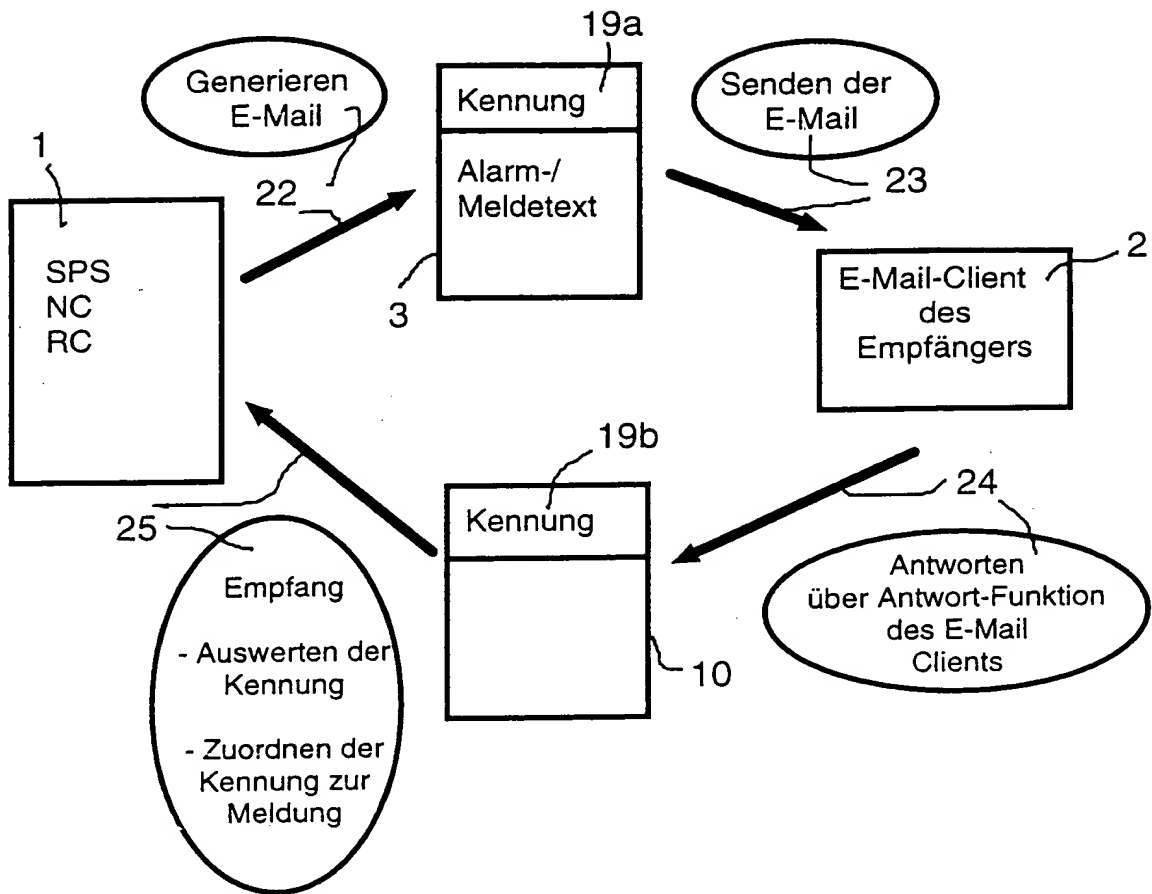 19a
Generieren
E-Mail
Kennung
Senden der
E-Mail
1
22
Alarm-/
Meldetext
23
SPS
NC
RC
3
2
E-Mail-Client
des
Empfängers
19b
Kennung
24
25
Empfang
- Auswerten der
Kennung
- Zuordnen der
Kennung zur
Meldung
10
Antworten
über Antwort-Funktion
des E-Mail
Clients